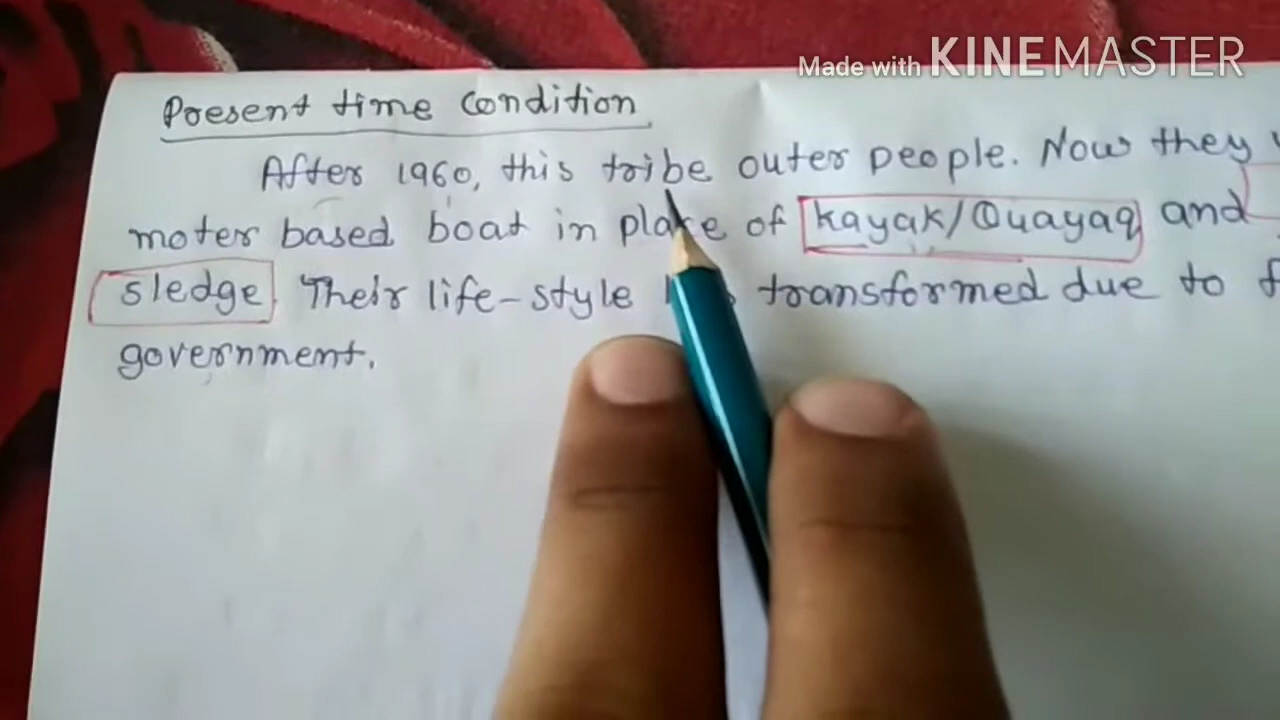 Made with KINEMASTER
Present time Condition
After 1960, this tribe outer people. Now they
moter based boat in place of kayak/Quayaq and
sledge. Their life-style transformed due to
government.